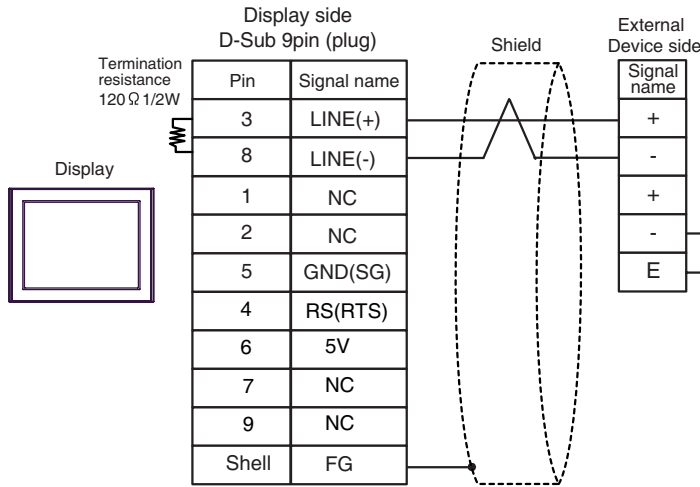 Display side
D-Sub 9pin (plug)
Shield
External
Device side
Termination
resistance
120Ω 1/2W
Pin Signal name
Signal
name
3 LINE(+) +
8 LINE(-) -
Display
1 NC +
2 NC -
5 GND(SG) E
4 RS(RTS)
6 5V
7 NC
9 NC
Shell FG